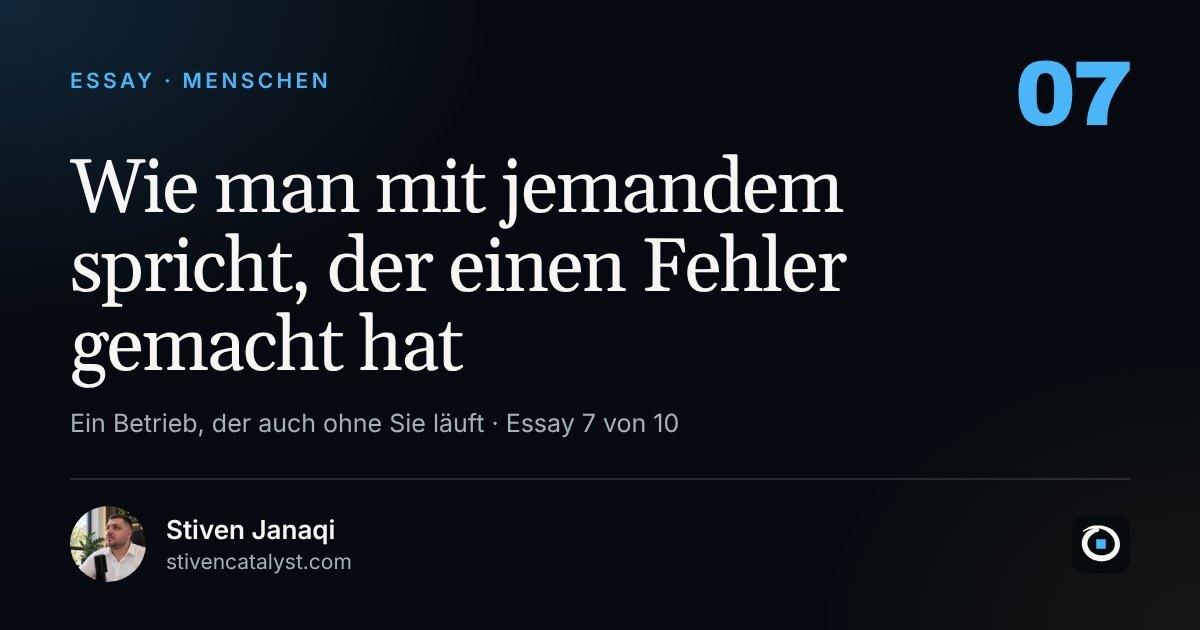 ESSAY · MENSCHEN
07
Wie man mit jemandem
spricht, der einen Fehler
gemacht hat
Ein Betrieb, der auch ohne Sie läuft · Essay 7 von 10
Stiven Janaqi
stivencatalyst.com